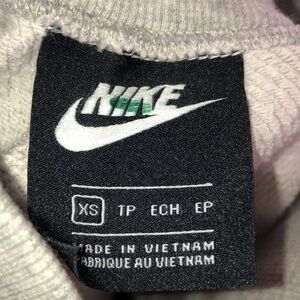 NIKE
XS TP ECH EP
MADE IN VIETNAM
FABRIQUE AU VIETNAM